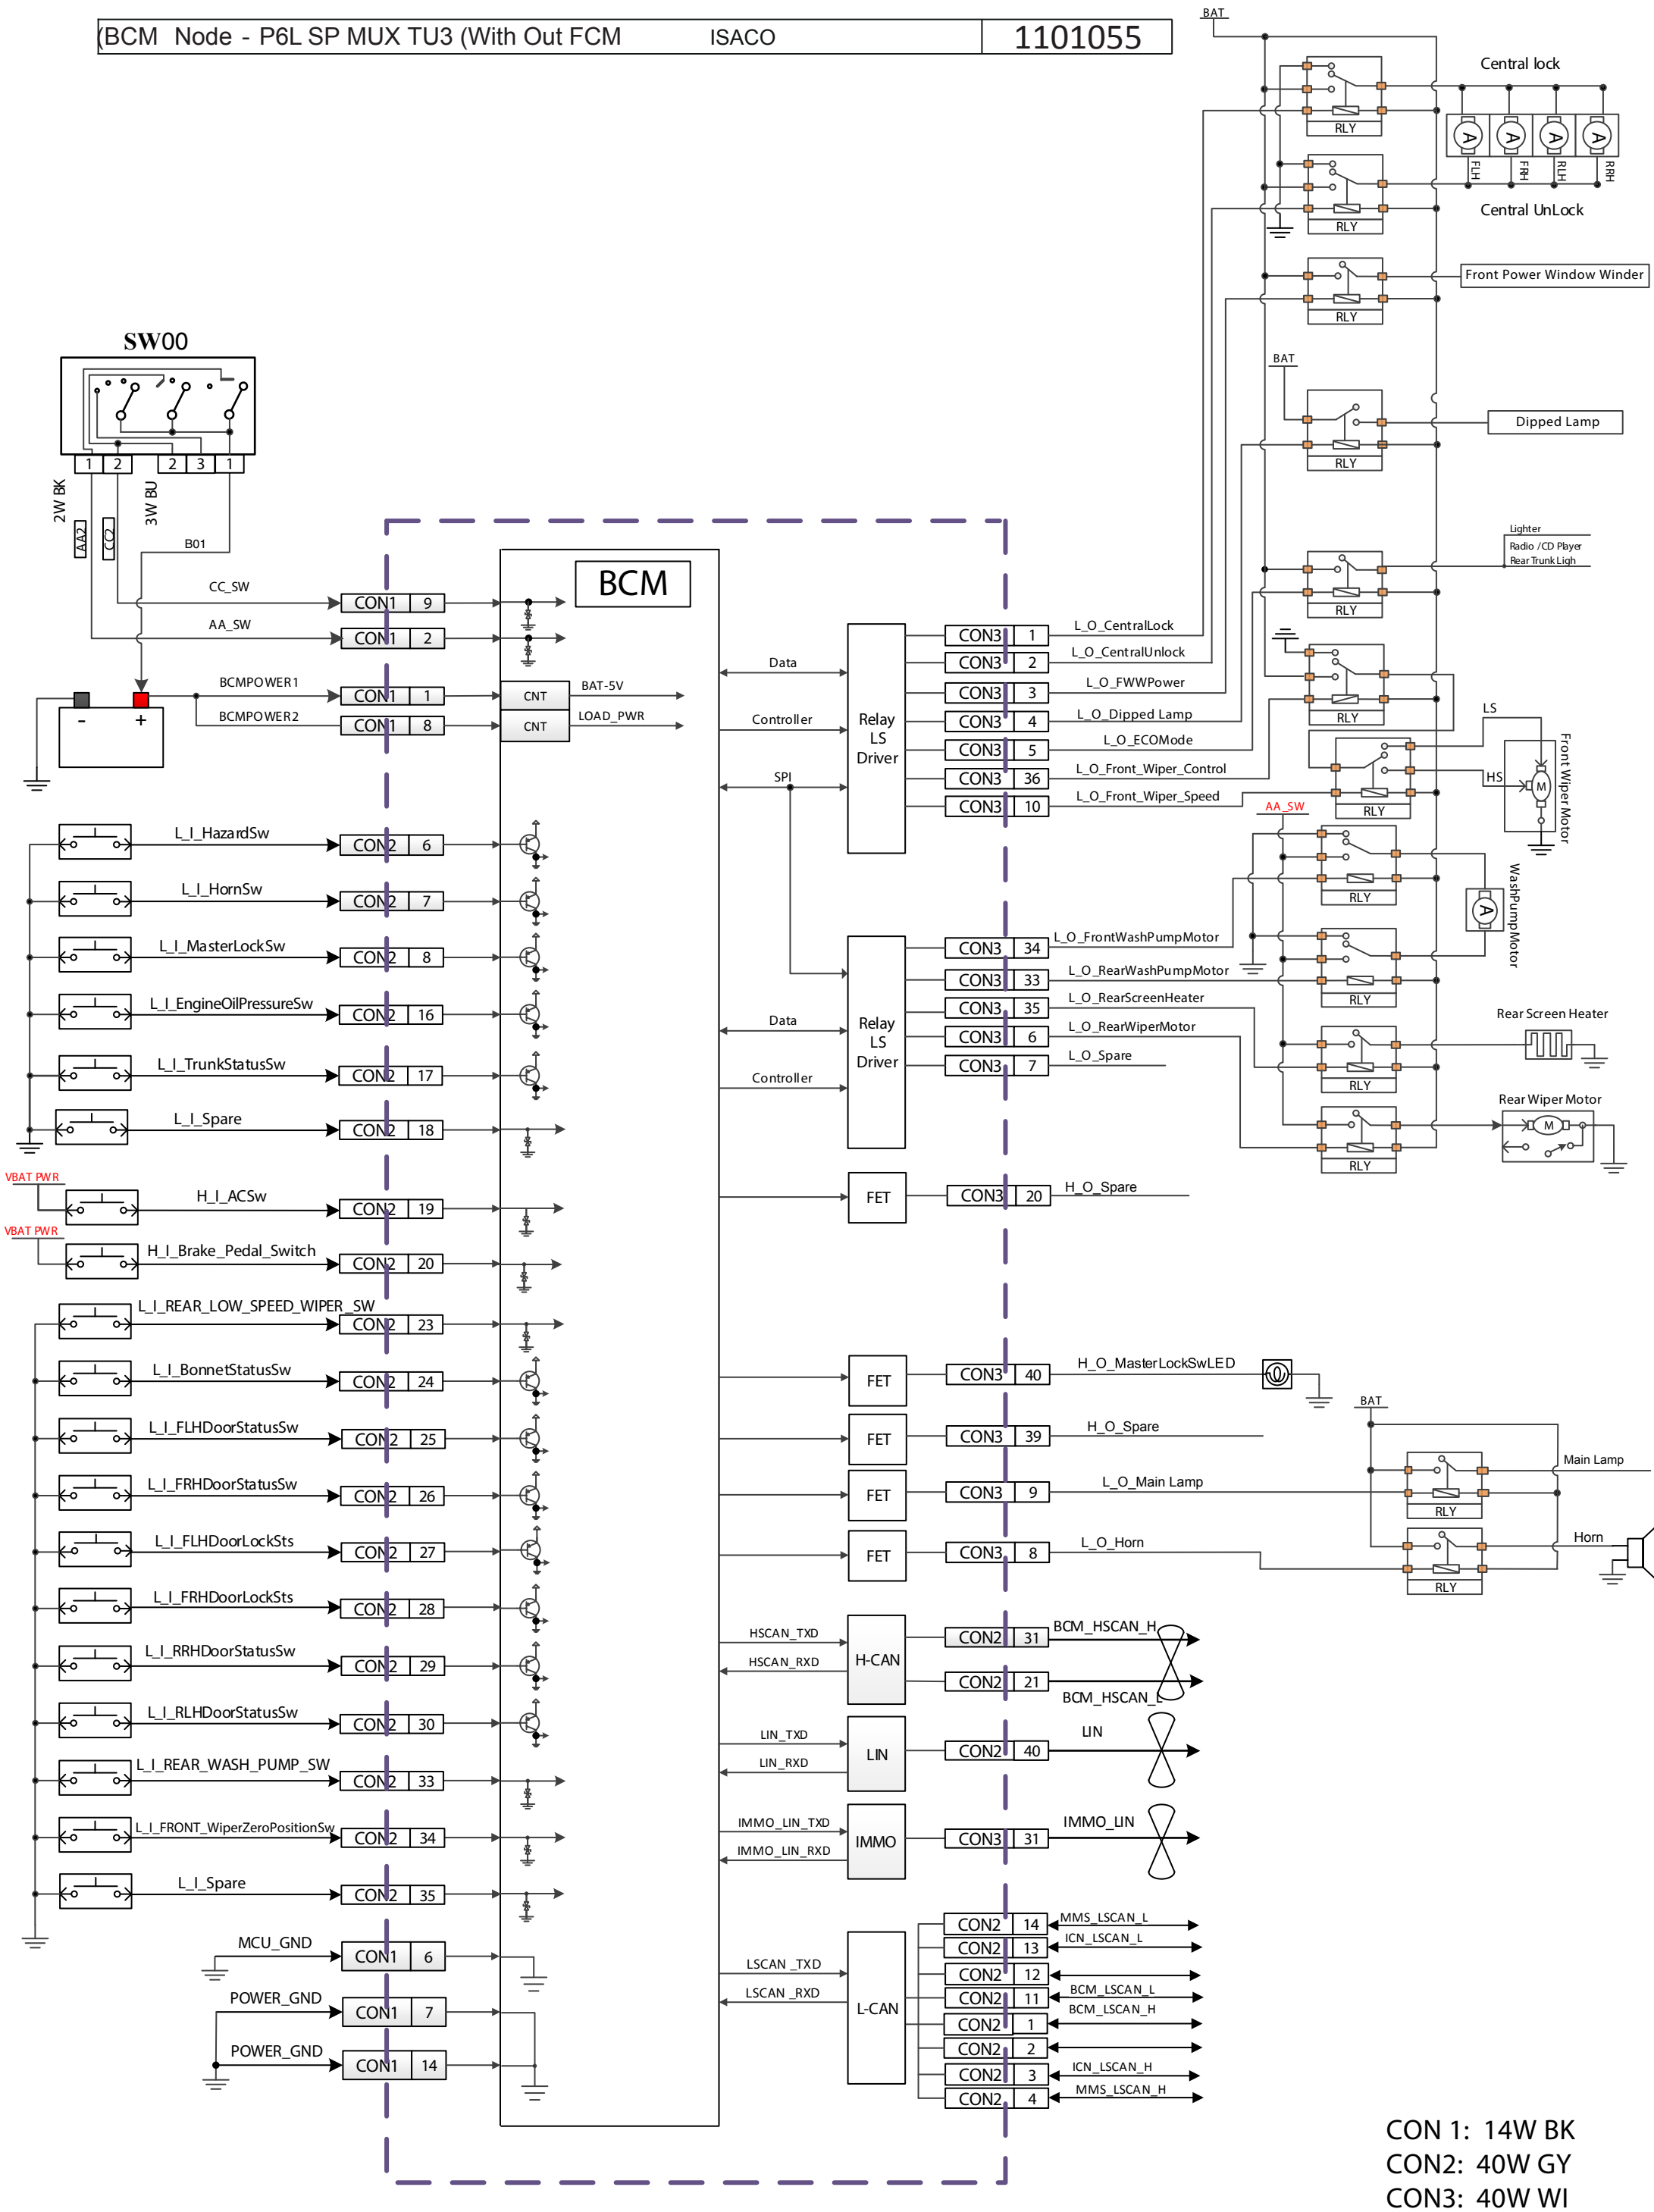 (BCM Node - P6L SP MUX TU3 (With Out FCM
ISACO
1101055
BAT
Central lock
RLY
A A A A
FLH FRH RLH RRH
Central UnLock
RLY
Front Power Window Winder
RLY
BAT
Dipped Lamp
RLY
Lighter
Radio /CD Player
Rear Trunk Ligh
RLY
RLY
LS
HS
M
Front Wiper Motor
RLY
AA_SW
RLY
A
WashPumpMotor
RLY
Rear Screen Heater
RLY
Rear Wiper Motor
M
RLY
SW00
1 2 2 3 1
2W BK
3W BU
AA2
CC2
B01
CC_SW
CON1 9
AA_SW
CON1 2
BCMPOWER1
CON1 1
BCMPOWER2
CON1 8
- +
BCM
CNT
BAT-5V
CNT
LOAD_PWR
L_I_HazardSw
CON2 6
L_I_HornSw
CON2 7
L_I_MasterLockSw
CON2 8
L_I_EngineOilPressureSw
CON2 16
L_I_TrunkStatusSw
CON2 17
L_I_Spare
CON2 18
VBAT PWR
H_I_ACSw
CON2 19
VBAT PWR
H_I_Brake_Pedal_Switch
CON2 20
L_I_REAR_LOW_SPEED_WIPER_SW
CON2 23
L_I_BonnetStatusSw
CON2 24
L_I_FLHDoorStatusSw
CON2 25
L_I_FRHDoorStatusSw
CON2 26
L_I_FLHDoorLockSts
CON2 27
L_I_FRHDoorLockSts
CON2 28
L_I_RRHDoorStatusSw
CON2 29
L_I_RLHDoorStatusSw
CON2 30
L_I_REAR_WASH_PUMP_SW
CON2 33
L_I_FRONT_WiperZeroPositionSw
CON2 34
L_I_Spare
CON2 35
MCU_GND
CON1 6
POWER_GND
CON1 7
POWER_GND
CON1 14
Data
Controller
SPI
Relay
LS
Driver
CON3 1
L_O_CentralLock
CON3 2
L_O_CentralUnlock
CON3 3
L_O_FWWPower
CON3 4
L_O_Dipped Lamp
CON3 5
L_O_ECOMode
CON3 36
L_O_Front_Wiper_Control
CON3 10
L_O_Front_Wiper_Speed
Data
Controller
Relay
LS
Driver
CON3 34
L_O_FrontWashPumpMotor
CON3 33
L_O_RearWashPumpMotor
CON3 35
L_O_RearScreenHeater
CON3 6
L_O_RearWiperMotor
CON3 7
L_O_Spare
FET
CON3 20
H_O_Spare
FET
CON3 40
H_O_MasterLockSwLED
FET
CON3 39
H_O_Spare
FET
CON3 9
L_O_Main Lamp
FET
CON3 8
L_O_Horn
BAT
Main Lamp
RLY
Horn
RLY
HSCAN_TXD
HSCAN_RXD
H-CAN
CON2 31
BCM_HSCAN_H
CON2 21
BCM_HSCAN_L
LIN_TXD
LIN_RXD
LIN
CON2 40
LIN
IMMO_LIN_TXD
IMMO_LIN_RXD
IMMO
CON3 31
IMMO_LIN
LSCAN _TXD
LSCAN _RXD
L-CAN
CON2 14
MMS_LSCAN_L
CON2 13
ICN_LSCAN_L
CON2 12
CON2 11
BCM_LSCAN_L
CON2 1
BCM_LSCAN_H
CON2 2
CON2 3
ICN_LSCAN_H
CON2 4
MMS_LSCAN_H
CON 1: 14W BK
CON2: 40W GY
CON3: 40W WI